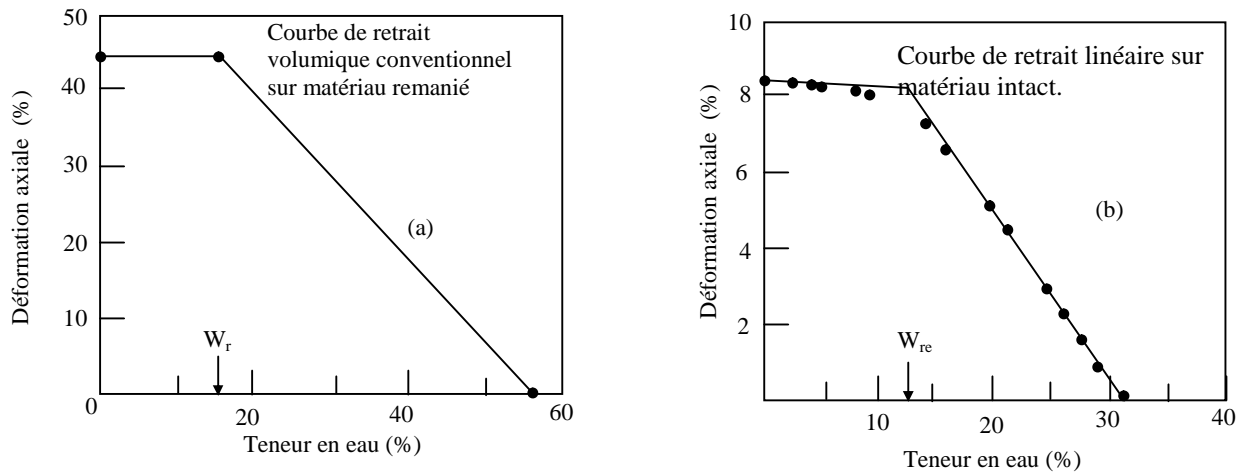 50
40
30
20
10
0
20
40
60
Déformation axiale (%)
Teneur en eau (%)
Courbe de retrait
volumique conventionnel
sur matériau remanié
(a)
Wr
10
8
6
4
2
10
20
30
40
Déformation axiale (%)
Teneur en eau (%)
Courbe de retrait linéaire sur
matériau intact.
(b)
Wre